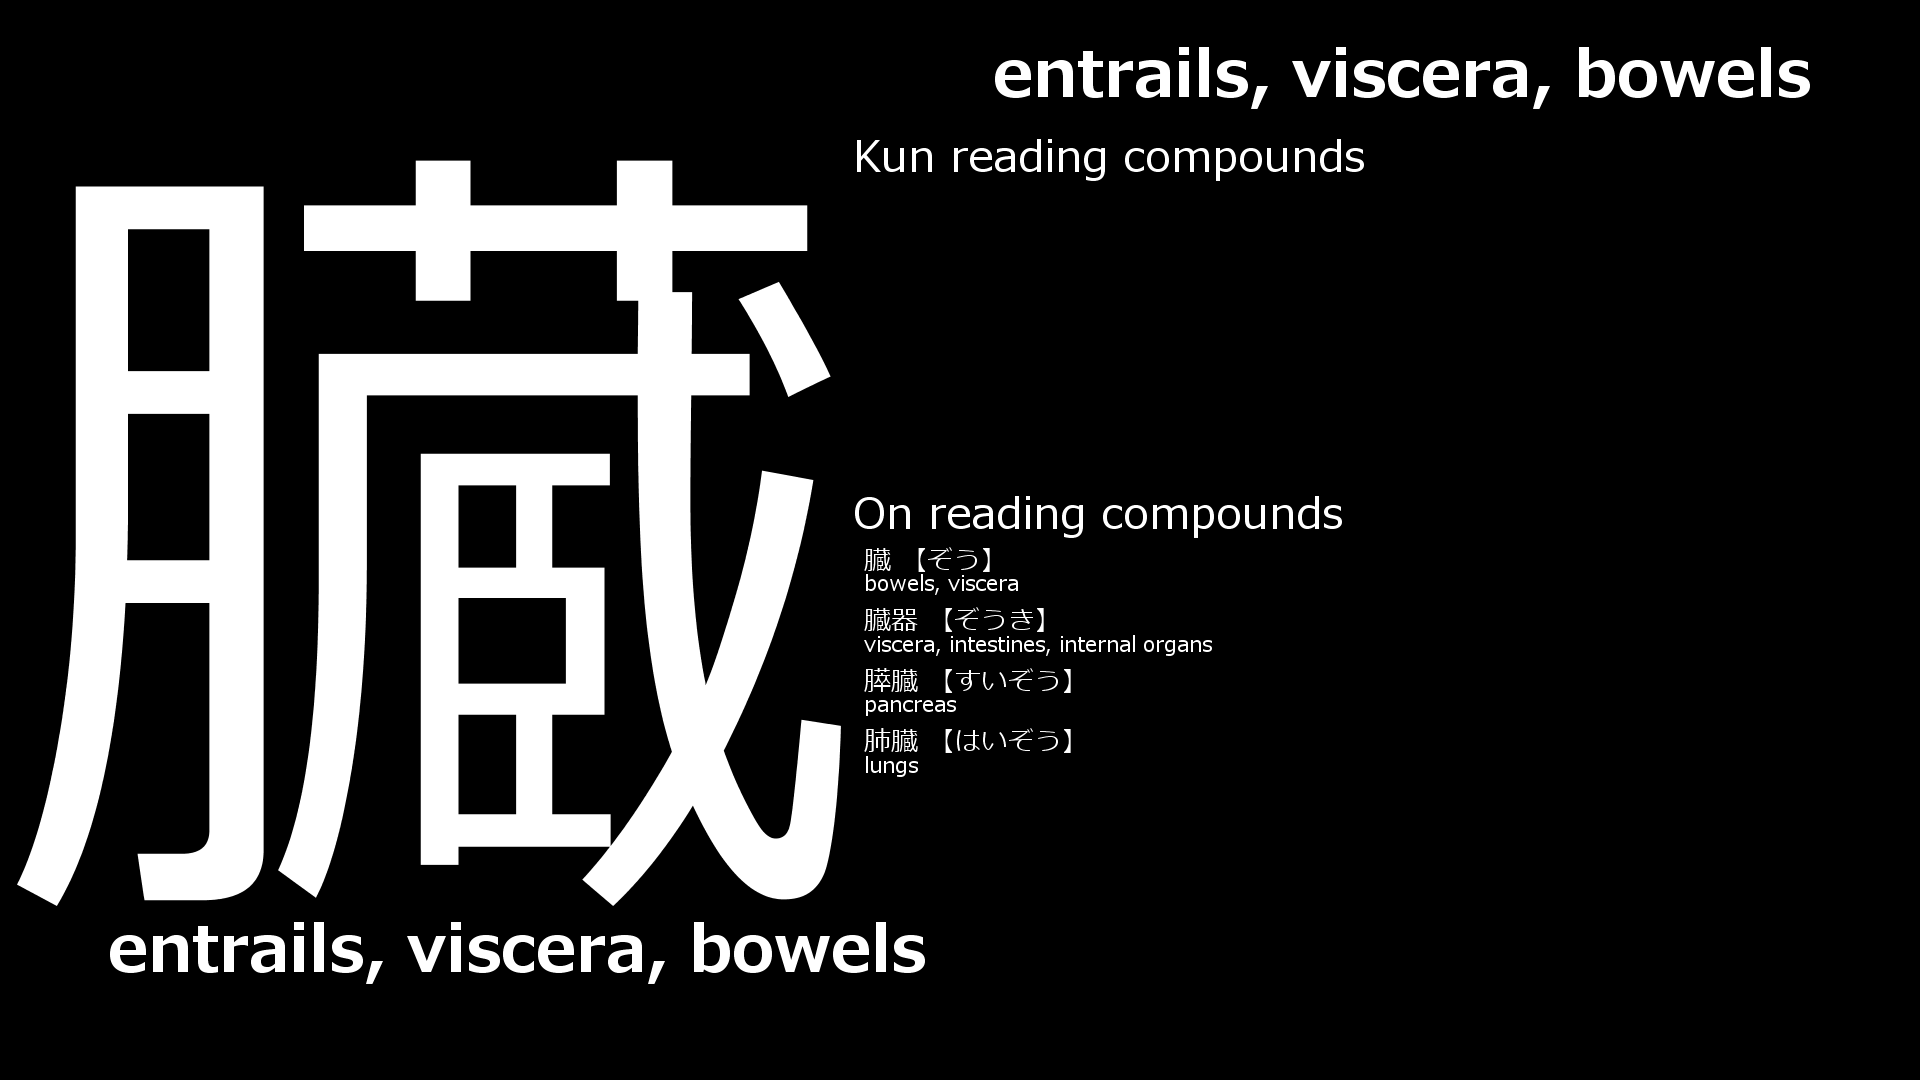 entrails, viscera, bowels
Kun reading compounds
臓
On reading compounds
臓 【ぞう】
bowels, viscera
臓器 【ぞうき】
viscera, intestines, internal organs
膵臓 【すいぞう】
pancreas
肺臓 【はいぞう】
lungs
entrails, viscera, bowels